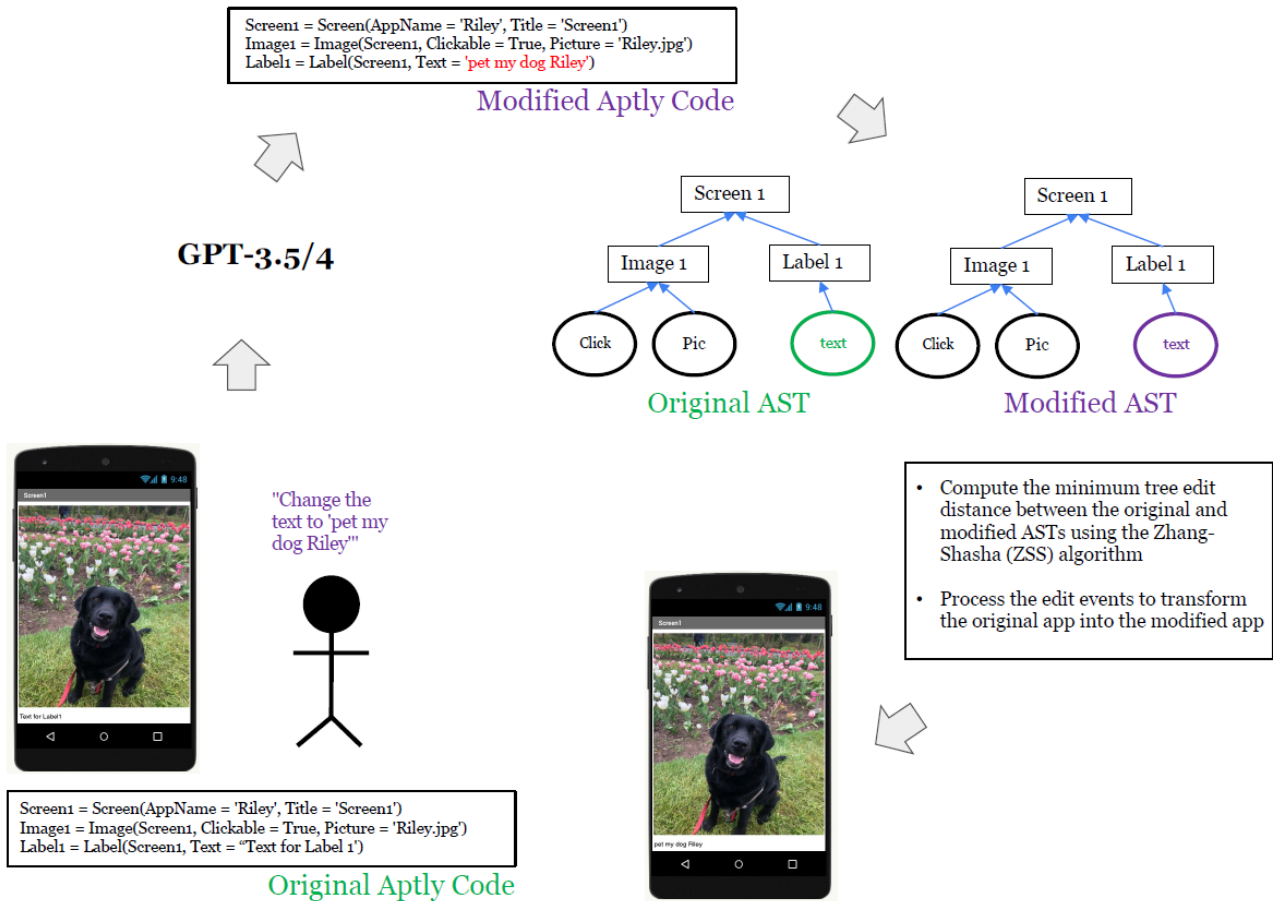 Screen1 = Screen(AppName = 'Riley', Title = 'Screen1')
Image1 = Image(Screen1, Clickable = True, Picture = 'Riley.jpg')
Label1 = Label(Screen1, Text = 'pet my dog Riley')
Modified Aptly Code
GPT-3.5/4
Screen 1
Image 1
Label 1
Click
Pic
text
Original AST
Screen 1
Image 1
Label 1
Click
Pic
text
Modified AST
9:48
Screen1
Text for Label1
"Change the
text to 'pet my
dog Riley'"
Screen1 = Screen(AppName = 'Riley', Title = 'Screen1')
Image1 = Image(Screen1, Clickable = True, Picture = 'Riley.jpg')
Label1 = Label(Screen1, Text = “Text for Label 1')
Original Aptly Code
• Compute the minimum tree edit
distance between the original and
modified ASTs using the Zhang-
Shasha (ZSS) algorithm
• Process the edit events to transform
the original app into the modified app
9:48
Screen1
pet my dog Riley